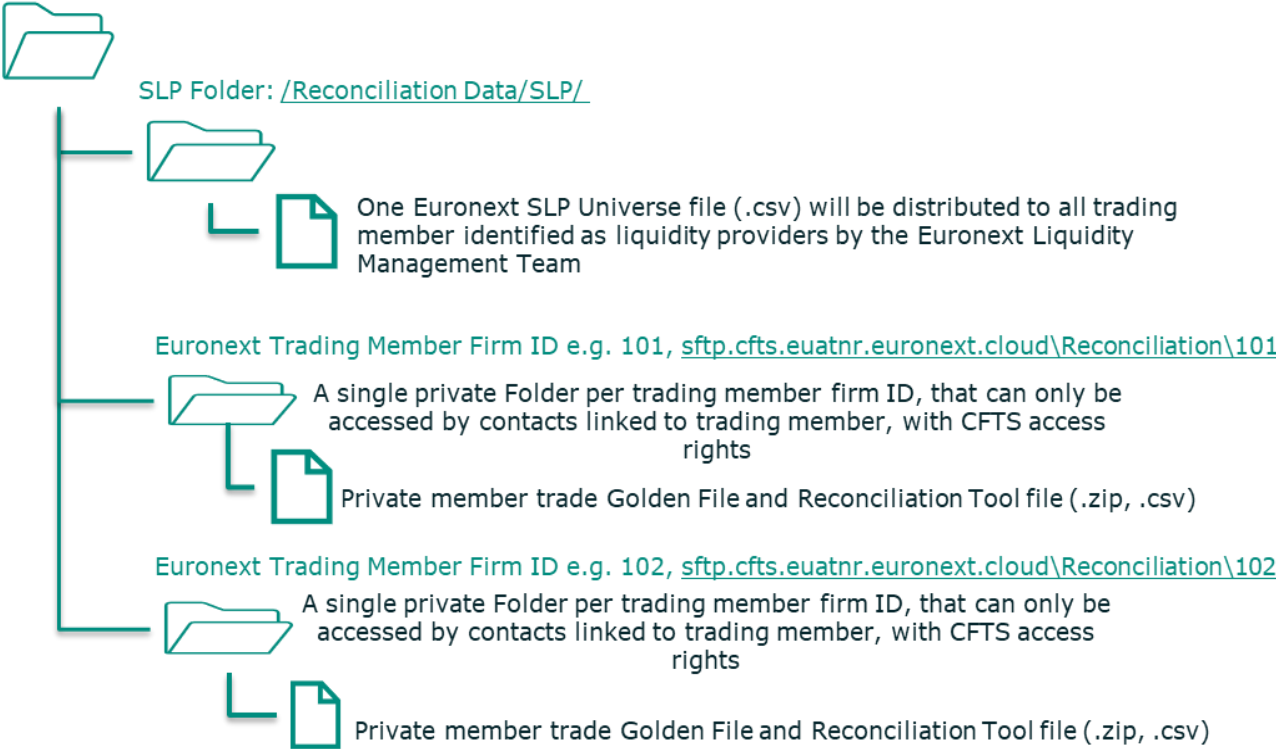 SLP Folder: /Reconciliation Data/SLP/
One Euronext SLP Universe file (.csv) will be distributed to all trading
member identified as liquidity providers by the Euronext Liquidity
Management Team
Euronext Trading Member Firm ID e.g. 101, sftp.cfts.euatnr.euronext.cloud\Reconciliation\101
A single private Folder per trading member firm ID, that can only be
accessed by contacts linked to trading member, with CFTS access
rights
Private member trade Golden File and Reconciliation Tool file (.zip, .csv)
Euronext Trading Member Firm ID e.g. 102, sftp.cfts.euatnr.euronext.cloud\Reconciliation\102
A single private Folder per trading member firm ID, that can only be
accessed by contacts linked to trading member, with CFTS access
rights
Private member trade Golden File and Reconciliation Tool file (.zip, .csv)